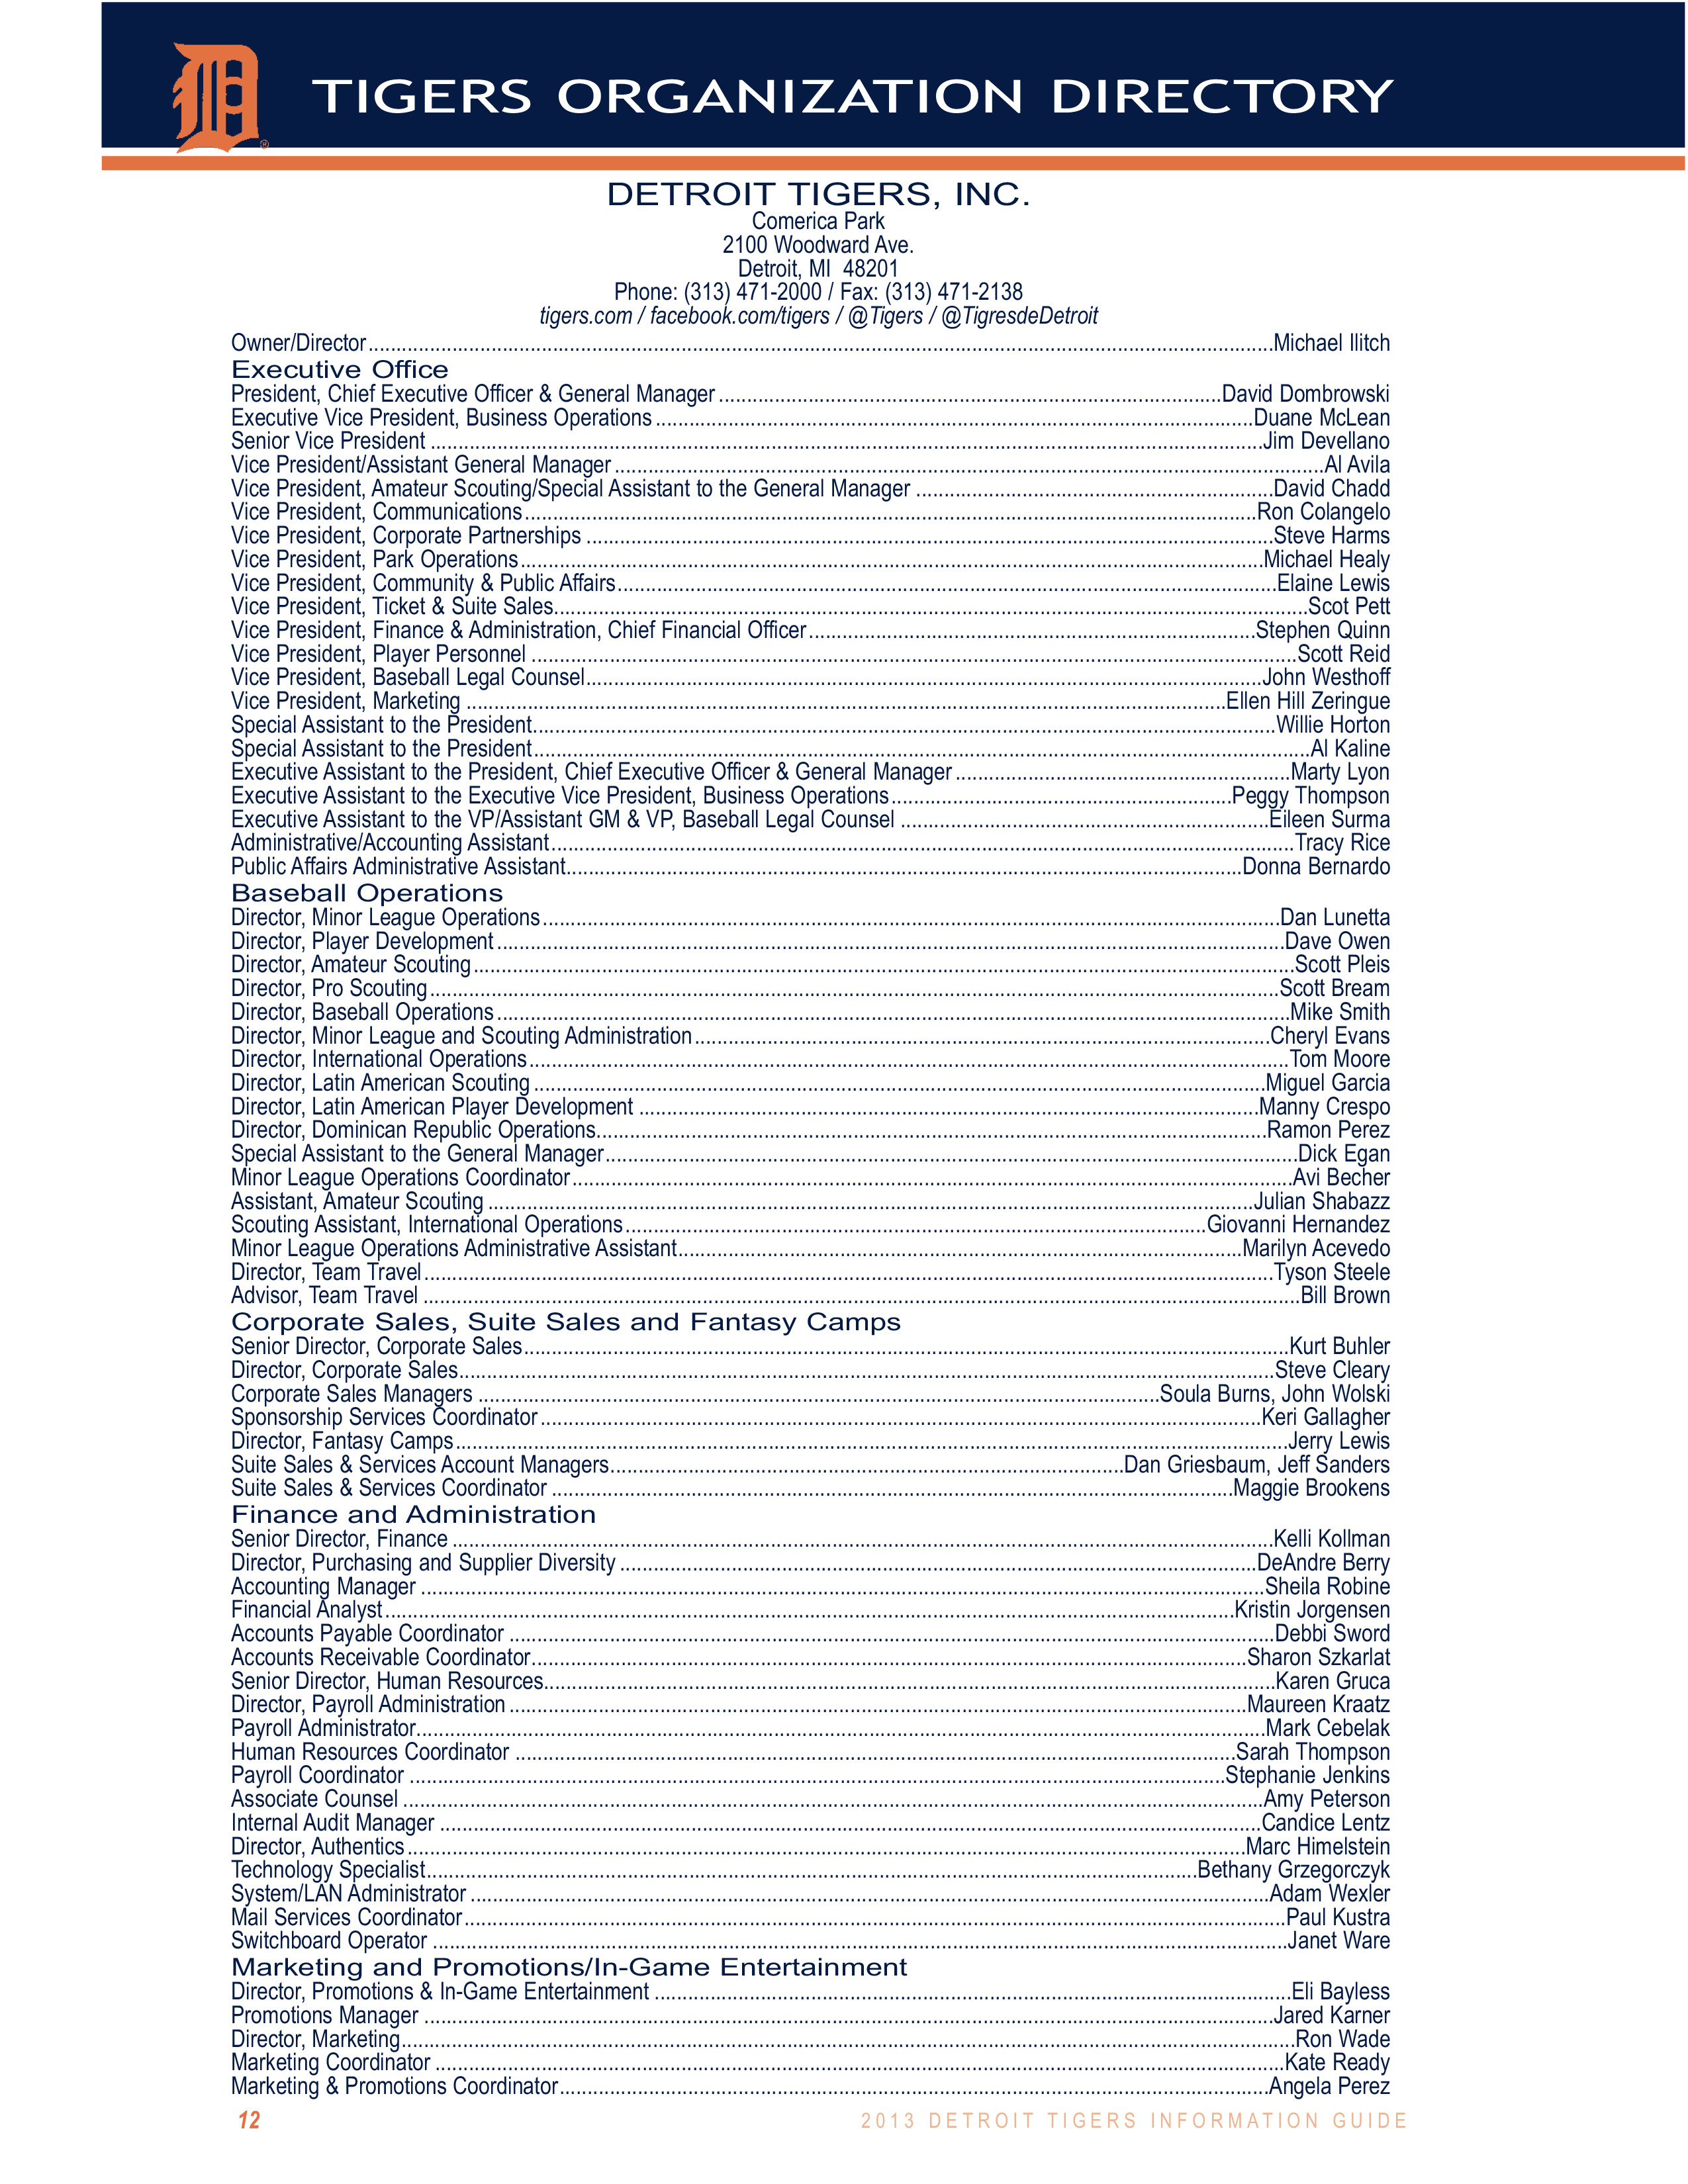 TIGERS ORGANIZATION DIRECTORY
DETROIT TIGERS, INC.
Comerica Park
2100 Woodward Ave.
Detroit, MI 48201
Phone: (313) 471-2000 / Fax: (313) 471-2138
tigers.com / facebook.com/tigers / @Tigers / @TigresdeDetroit
Owner/Director...Michael Ilitch
Executive Office
President, Chief Executive Officer & General Manager...David Dombrowski
Executive Vice President, Business Operations...Duane McLean
Senior Vice President...Jim Devellano
Vice President/Assistant General Manager...Al Avila
Vice President, Amateur Scouting/Special Assistant to the General Manager...David Chadd
Vice President, Communications...Ron Colangelo
Vice President, Corporate Partnerships...Steve Harms
Vice President, Park Operations...Michael Healy
Vice President, Community & Public Affairs...Elaine Lewis
Vice President, Ticket & Suite Sales...Scot Pett
Vice President, Finance & Administration, Chief Financial Officer...Stephen Quinn
Vice President, Player Personnel...Scott Reid
Vice President, Baseball Legal Counsel...John Westhoff
Vice President, Marketing...Ellen Hill Zeringue
Special Assistant to the President...Willie Horton
Special Assistant to the President...Al Kaline
Executive Assistant to the President, Chief Executive Officer & General Manager...Marty Lyon
Executive Assistant to the Executive Vice President, Business Operations...Peggy Thompson
Executive Assistant to the VP/Assistant GM & VP, Baseball Legal Counsel...Eileen Surma
Administrative/Accounting Assistant...Tracy Rice
Public Affairs Administrative Assistant...Donna Bernardo
Baseball Operations
Director, Minor League Operations...Dan Lunetta
Director, Player Development...Dave Owen
Director, Amateur Scouting...Scott Pleis
Director, Pro Scouting...Scott Bream
Director, Baseball Operations...Mike Smith
Director, Minor League and Scouting Administration...Cheryl Evans
Director, International Operations...Tom Moore
Director, Latin American Scouting...Miguel Garcia
Director, Latin American Player Development...Manny Crespo
Director, Dominican Republic Operations...Ramon Perez
Special Assistant to the General Manager...Dick Egan
Minor League Operations Coordinator...Avi Becher
Assistant, Amateur Scouting...Julian Shabazz
Scouting Assistant, International Operations...Giovanni Hernandez
Minor League Operations Administrative Assistant...Marilyn Acevedo
Director, Team Travel...Tyson Steele
Advisor, Team Travel...Bill Brown
Corporate Sales, Suite Sales and Fantasy Camps
Senior Director, Corporate Sales...Kurt Buhler
Director, Corporate Sales...Steve Cleary
Corporate Sales Managers...Soula Burns, John Wolski
Sponsorship Services Coordinator...Keri Gallagher
Director, Fantasy Camps...Jerry Lewis
Suite Sales & Services Account Managers...Dan Griesbaum, Jeff Sanders
Suite Sales & Services Coordinator...Maggie Brookens
Finance and Administration
Senior Director, Finance...Kelli Kollman
Director, Purchasing and Supplier Diversity...DeAndre Berry
Accounting Manager...Sheila Robine
Financial Analyst...Kristin Jorgensen
Accounts Payable Coordinator...Debbi Sword
Accounts Receivable Coordinator...Sharon Szkarlat
Senior Director, Human Resources...Karen Gruca
Director, Payroll Administration...Maureen Kraatz
Payroll Administrator...Mark Cebelak
Human Resources Coordinator...Sarah Thompson
Payroll Coordinator...Stephanie Jenkins
Associate Counsel...Amy Peterson
Internal Audit Manager...Candice Lentz
Director, Authentics...Marc Himelstein
Technology Specialist...Bethany Grzegorczyk
System/LAN Administrator...Adam Wexler
Mail Services Coordinator...Paul Kustra
Switchboard Operator...Janet Ware
Marketing and Promotions/In-Game Entertainment
Director, Promotions & In-Game Entertainment...Eli Bayless
Promotions Manager...Jared Karner
Director, Marketing...Ron Wade
Marketing Coordinator...Kate Ready
Marketing & Promotions Coordinator...Angela Perez
12 2013 DETROIT TIGERS INFORMATION GUIDE